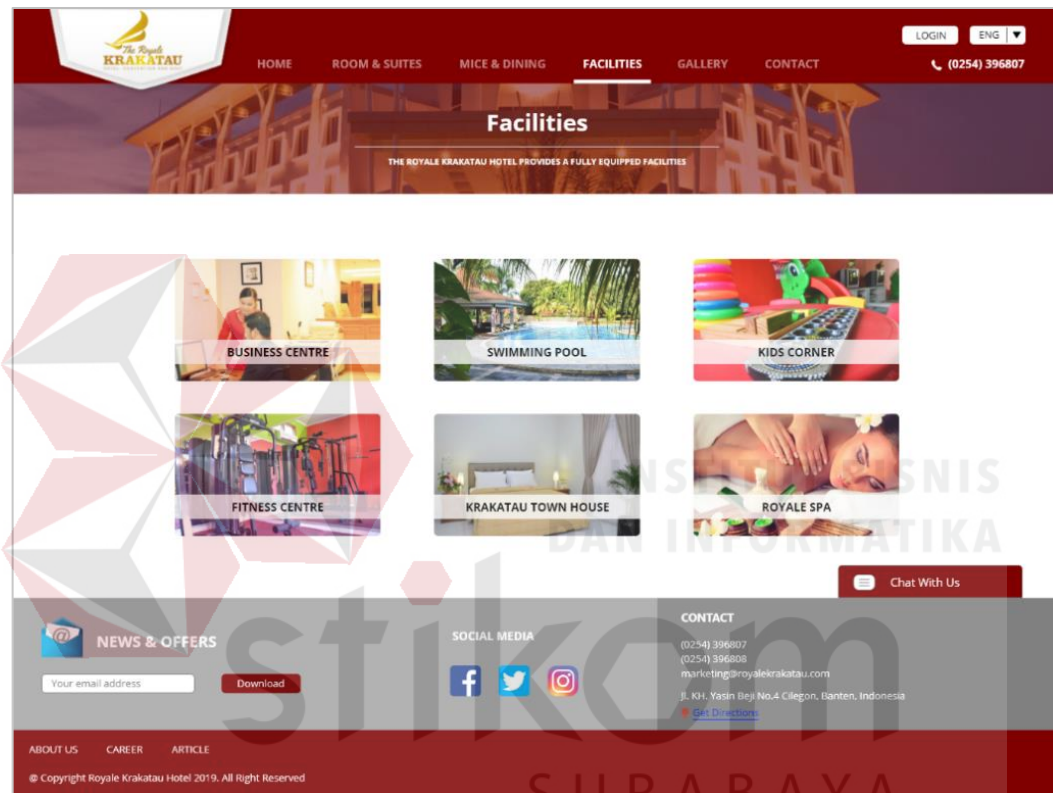 The Royale
KRAKATAU
HOME ROOM & SUITES MICE & DINING FACILITIES GALLERY CONTACT
LOGIN ENG
(0254) 396807
Facilities
THE ROYALE KRAKATAU HOTEL PROVIDES A FULLY EQUIPPED FACILITIES
BUSINESS CENTRE SWIMMING POOL KIDS CORNER
FITNESS CENTRE KRAKATAU TOWN HOUSE ROYALE SPA
INSTITUT BISNIS
DAN INFORMATIKA
stikom
SURABAYA
Chat With Us
NEWS & OFFERS
Your email address Download
SOCIAL MEDIA
CONTACT
(0254) 396807
(0254) 396808
marketing@royalekrakatau.com
Jl. KH. Yasin Beji No.4 Cilegon, Banten, Indonesia
Get Directions
ABOUT US CAREER ARTICLE
@ Copyright Royale Krakatau Hotel 2019. All Right Reserved